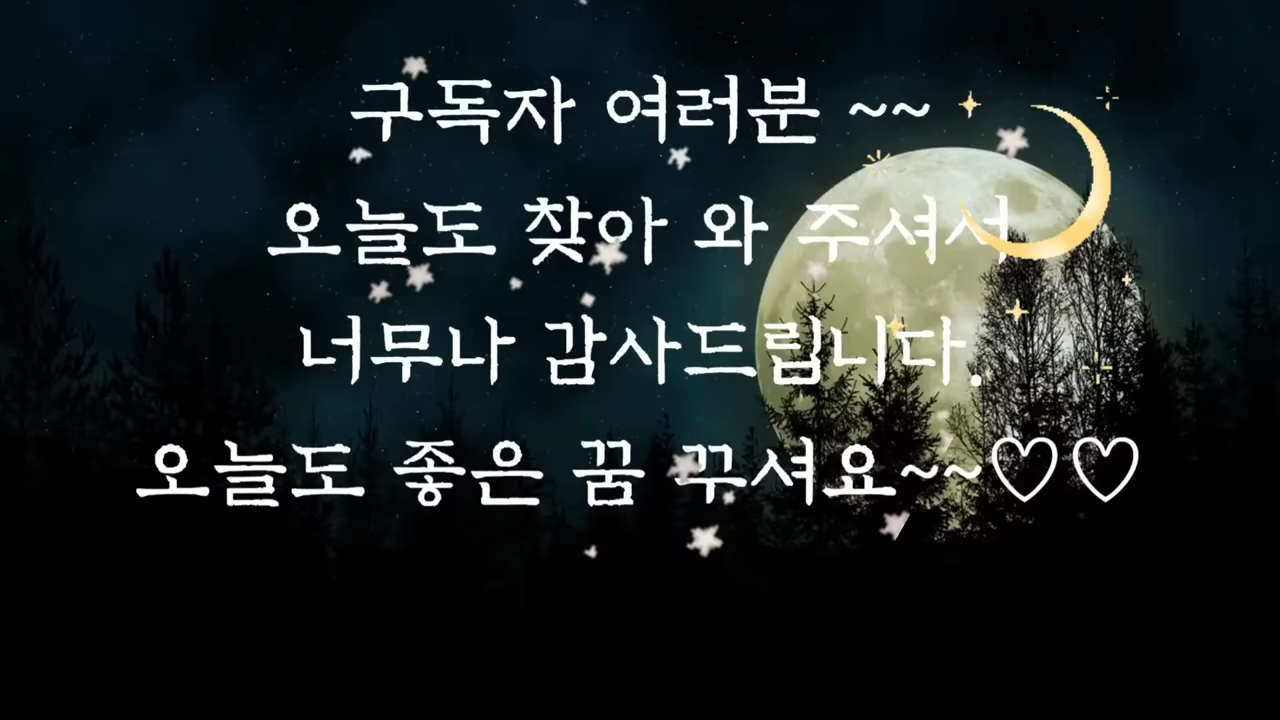 구독자 여러분 ~~
오늘도 찾아 와 주셔서
너무나 감사드립니다.
오늘도 좋은 꿈 꾸셔요~~♡♡